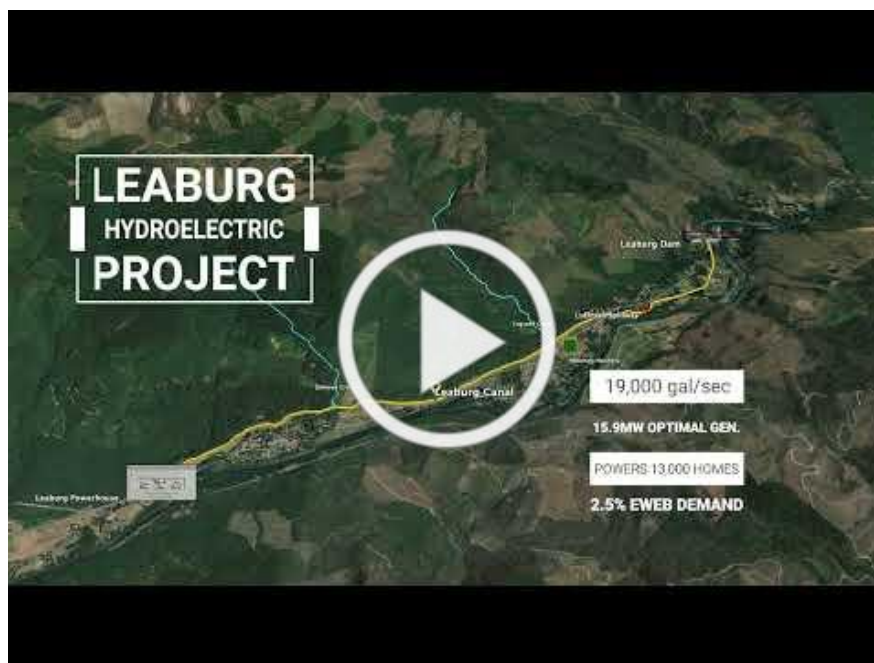 LEABURG
HYDROELECTRIC
PROJECT
Leaburg Dam
Leaburg Canal
19,000 gal/sec
15.9MW OPTIMAL GEN.
POWERS 13,000 HOMES
Leaburg Powerhouse
2.5% EWEB DEMAND